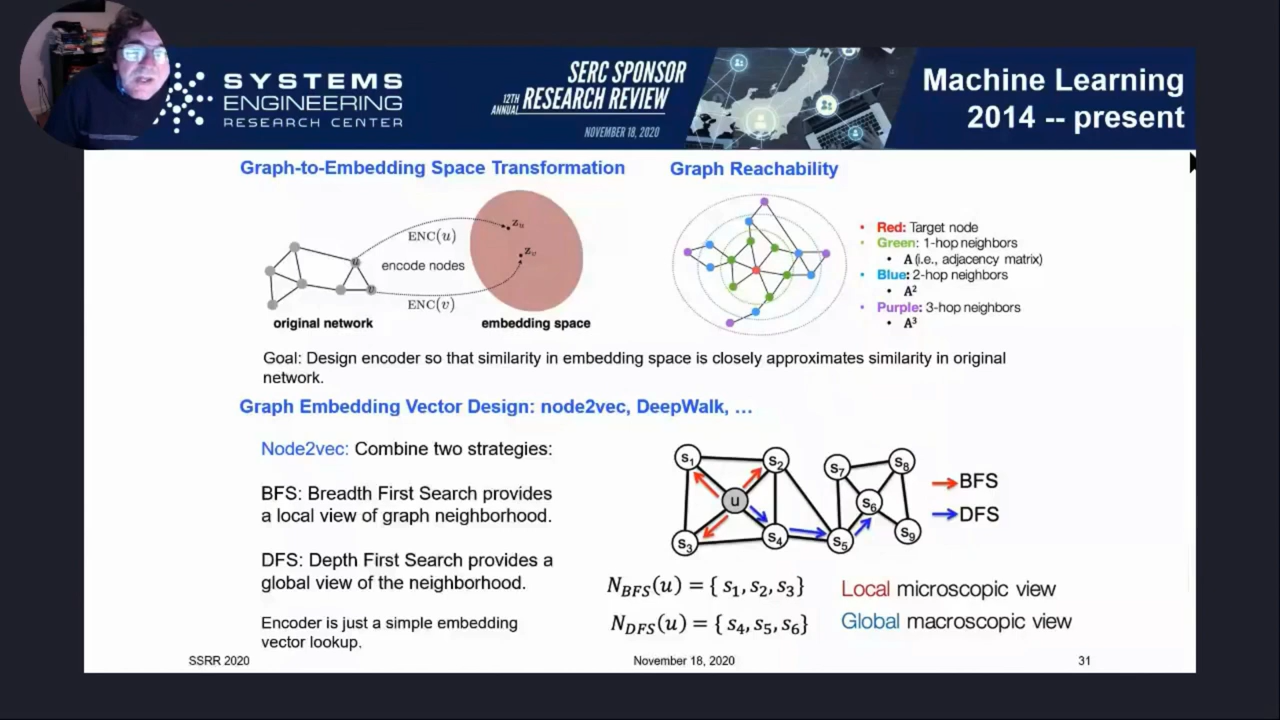 SYSTEMS
ENGINEERING
RESEARCH CENTER
12TH ANNUAL
SERC SPONSOR
RESEARCH REVIEW
NOVEMBER 18, 2020
Machine Learning
2014 -- present
Graph-to-Embedding Space Transformation
ENC(u)
encode nodes
ENC(v)
u
v
z_u
z_v
original network
embedding space
Graph Reachability
• Red: Target node
• Green: 1-hop neighbors
• A (i.e., adjacency matrix)
• Blue: 2-hop neighbors
• A²
• Purple: 3-hop neighbors
• A³
Goal: Design encoder so that similarity in embedding space is closely approximates similarity in original
network.
Graph Embedding Vector Design: node2vec, DeepWalk, …
Node2vec: Combine two strategies:
BFS: Breadth First Search provides
a local view of graph neighborhood.
DFS: Depth First Search provides a
global view of the neighborhood.
Encoder is just a simple embedding
vector lookup.
s₁
s₂
s₇
s₈
u
s₆
s₃
s₄
s₅
s₉
BFS
DFS
N_BFS(u) = { s₁, s₂, s₃}
Local microscopic view
N_DFS(u) = { s₄, s₅, s₆}
Global macroscopic view
SSRR 2020
November 18, 2020
31